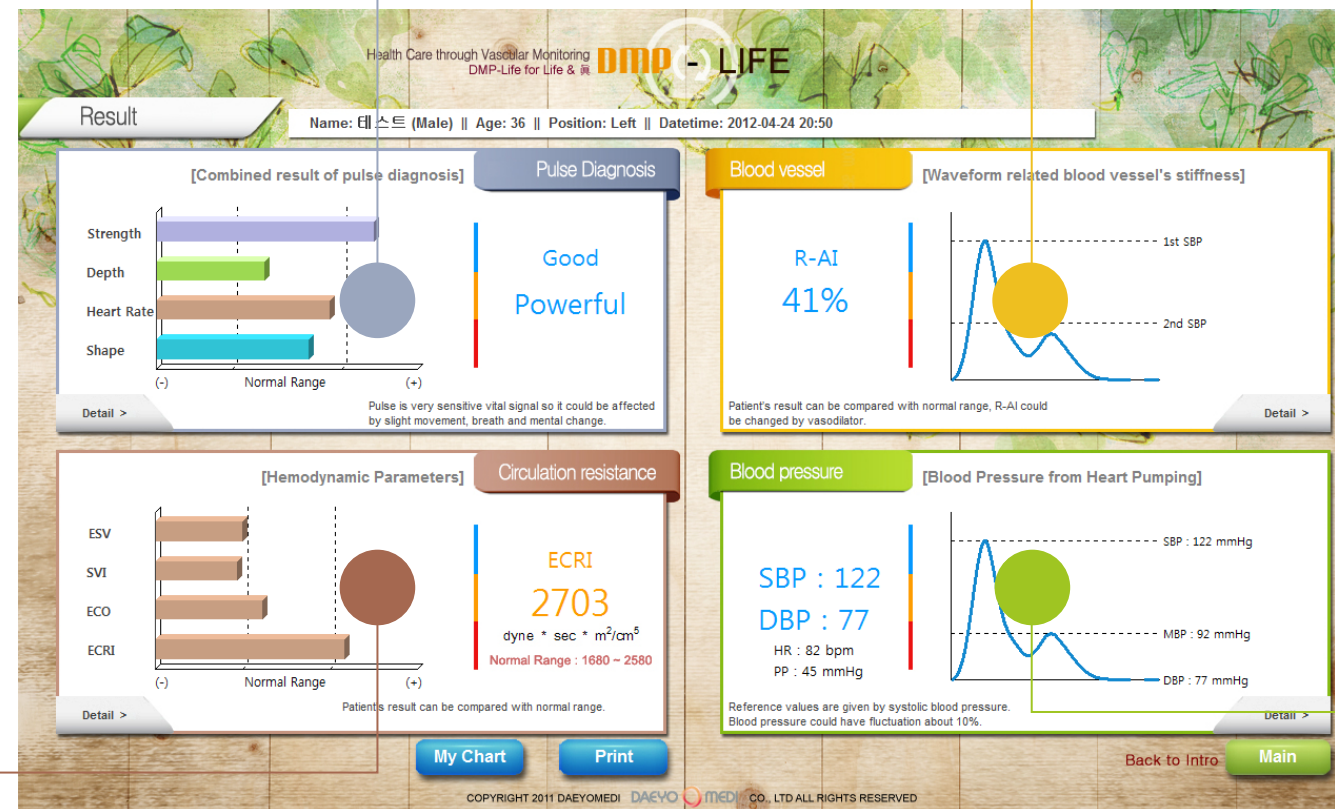 Health Care through Vascular Monitoring
DMP-Life for Life & 眞
DMP - LIFE
Result
Name: 테스트 (Male) || Age: 36 || Position: Left || Datetime: 2012-04-24 20:50
[Combined result of pulse diagnosis]
Pulse Diagnosis
Strength
Depth
Heart Rate
Shape
(-) Normal Range (+)
Good
Powerful
Detail >
Pulse is very sensitive vital signal so it could be affected
by slight movement, breath and mental change.
Blood vessel
[Waveform related blood vessel's stiffness]
R-AI
41%
1st SBP
2nd SBP
Patient's result can be compared with normal range, R-AI could
be changed by vasodilator.
Detail >
[Hemodynamic Parameters]
Circulation resistance
ESV
SVI
ECO
ECRI
(-) Normal Range (+)
ECRI
2703
dyne * sec * m²/cm⁵
Normal Range : 1680 ~ 2580
Detail >
Patient's result can be compared with normal range.
Blood pressure
[Blood Pressure from Heart Pumping]
SBP : 122
DBP : 77
HR : 82 bpm
PP : 45 mmHg
SBP : 122 mmHg
MBP : 92 mmHg
DBP : 77 mmHg
Reference values are given by systolic blood pressure.
Blood pressure could have fluctuation about 10%.
Detail >
My Chart
Print
Back to Intro
Main
COPYRIGHT 2011 DAEYOMEDI DAEYO MEDI CO., LTD ALL RIGHTS RESERVED